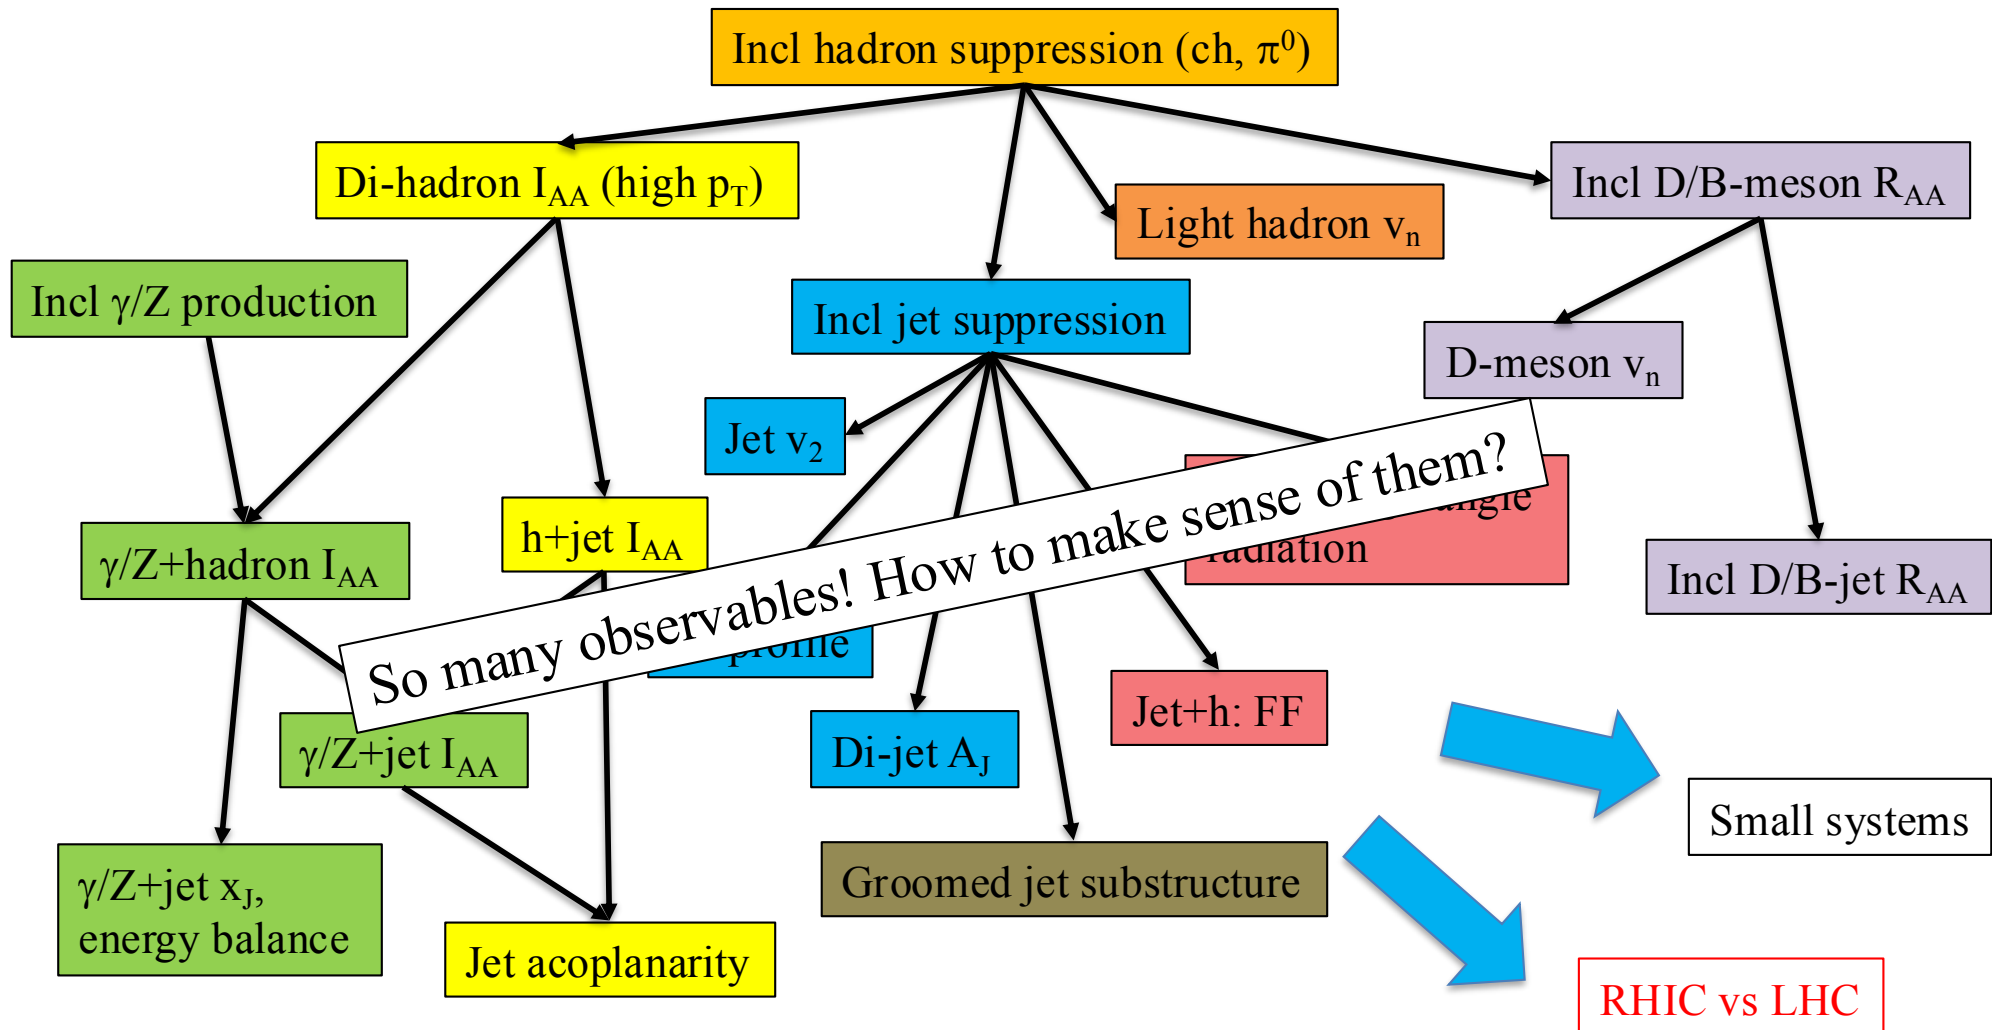 Incl hadron suppression (ch, π⁰)
Di-hadron I_AA (high p_T)
Incl D/B-meson R_AA
Light hadron v_n
Incl γ/Z production
Incl jet suppression
D-meson v_n
Jet v₂
So many observables! How to make sense of them?
angle
radiation
h+jet I_AA
γ/Z+hadron I_AA
Incl D/B-jet R_AA
profile
Jet+h: FF
γ/Z+jet I_AA
Di-jet A_J
Small systems
Groomed jet substructure
γ/Z+jet x_J,
energy balance
Jet acoplanarity
RHIC vs LHC